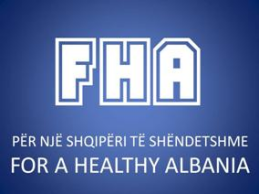 FHA
PËR NJË SHQIPËRI TË SHËNDETSHME
FOR A HEALTHY ALBANIA